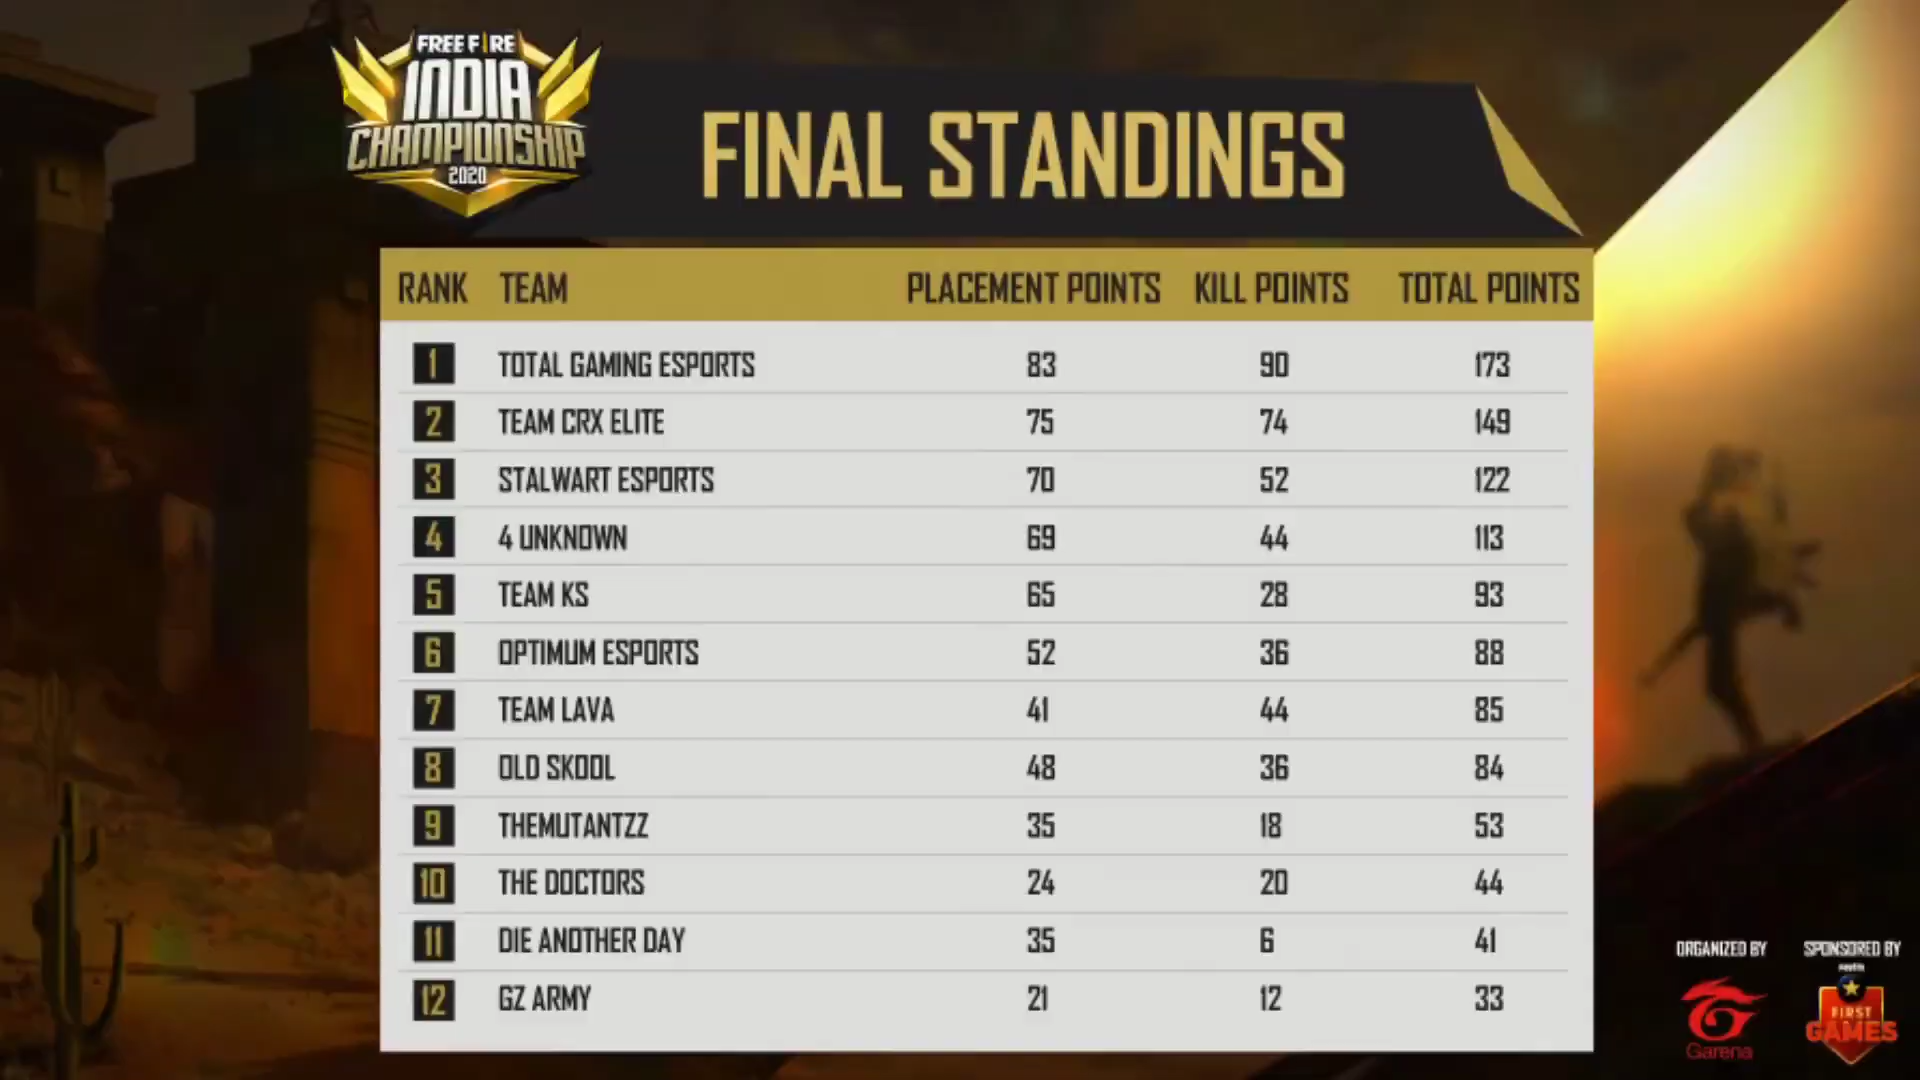 FREE FIRE
INDIA
CHAMPIONSHIP
2020
FINAL STANDINGS
RANK TEAM PLACEMENT POINTS KILL POINTS TOTAL POINTS
1 TOTAL GAMING ESPORTS 83 90 173
2 TEAM CRX ELITE 75 74 149
3 STALWART ESPORTS 70 52 122
4 4 UNKNOWN 69 44 113
5 TEAM KS 65 28 93
6 OPTIMUM ESPORTS 52 36 88
7 TEAM LAVA 41 44 85
8 OLD SKOOL 48 36 84
9 THEMUTANTZZ 35 18 53
10 THE DOCTORS 24 20 44
11 DIE ANOTHER DAY 35 6 41
12 GZ ARMY 21 12 33
ORGANIZED BY
Garena
SPONSORED BY
paytm
FIRST
GAMES